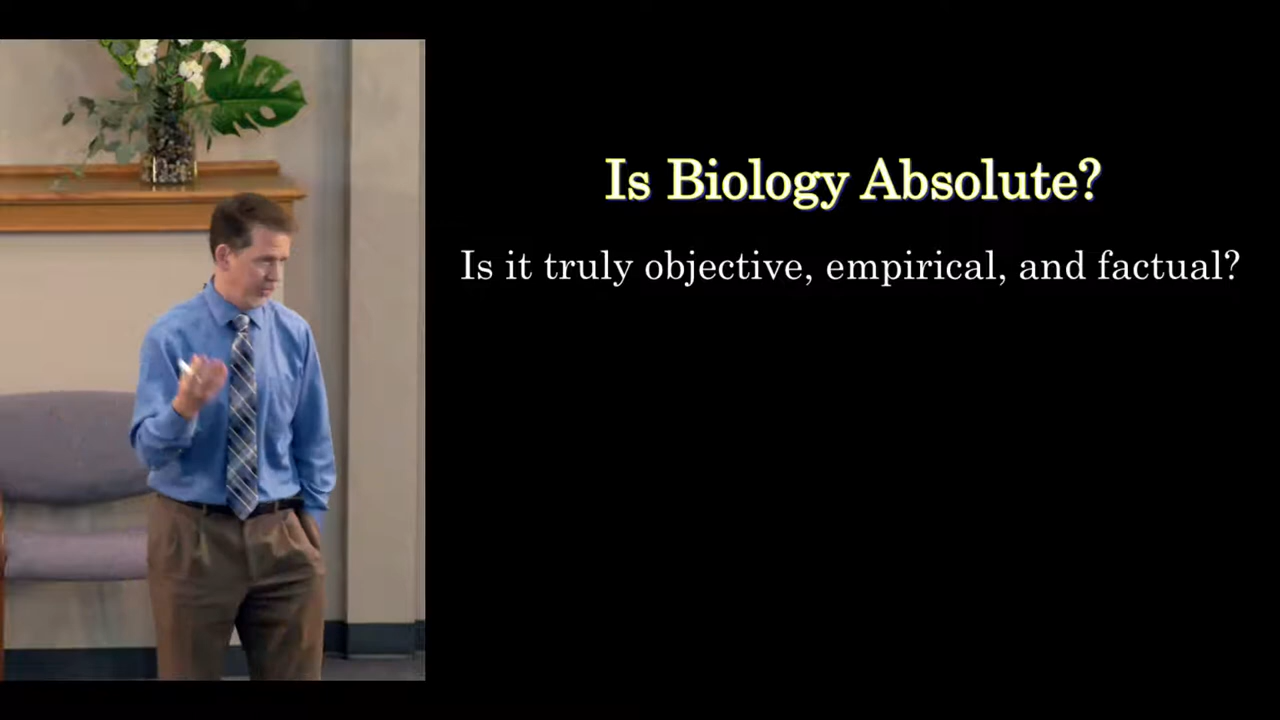 Is Biology Absolute?
Is it truly objective, empirical, and factual?